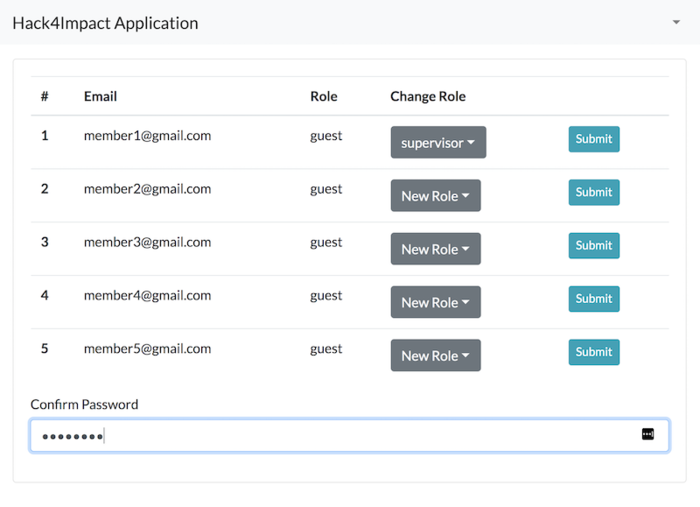 Hack4Impact Application
# Email Role Change Role
1 member1@gmail.com guest supervisor Submit
2 member2@gmail.com guest New Role Submit
3 member3@gmail.com guest New Role Submit
4 member4@gmail.com guest New Role Submit
5 member5@gmail.com guest New Role Submit
Confirm Password
••••••••